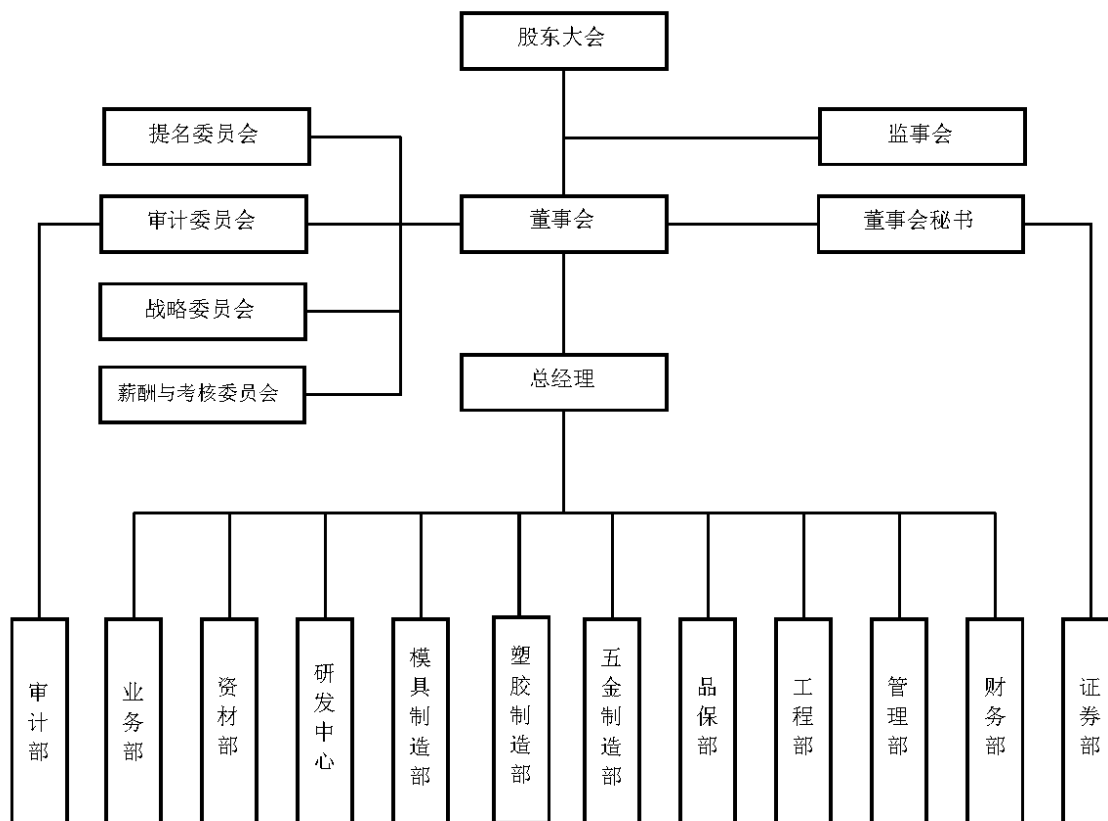 股东大会
提名委员会
监事会
审计委员会
董事会
董事会秘书
战略委员会
总经理
薪酬与考核委员会
审计部
业务部
资材部
研发中心
模具制造部
塑胶制造部
五金制造部
品保部
工程部
管理部
财务部
证券部